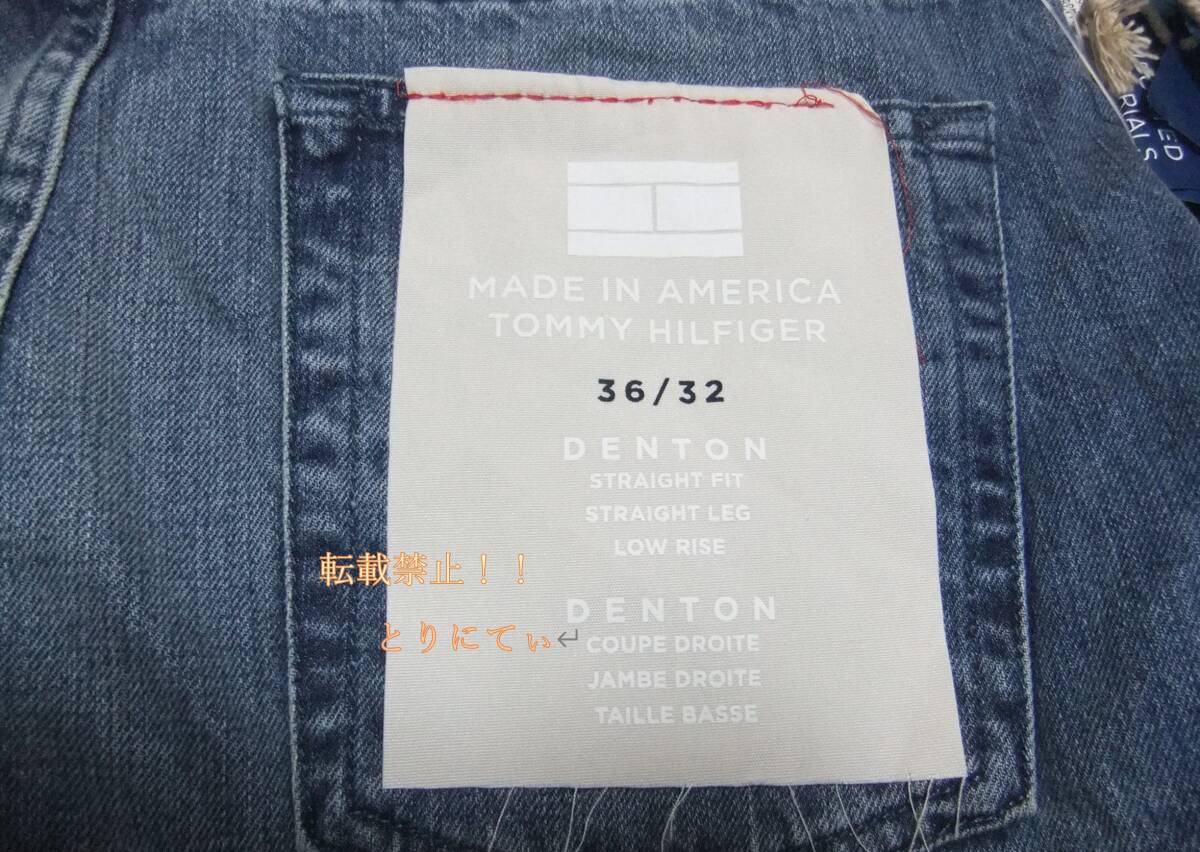 MADE IN AMERICA
TOMMY HILFIGER
36/32
DENTON
STRAIGHT FIT
STRAIGHT LEG
LOW RISE
DENTON
COUPE DROITE
JAMBE DROITE
TAILLE BASSE
転載禁止！！
とりにてぃ↵